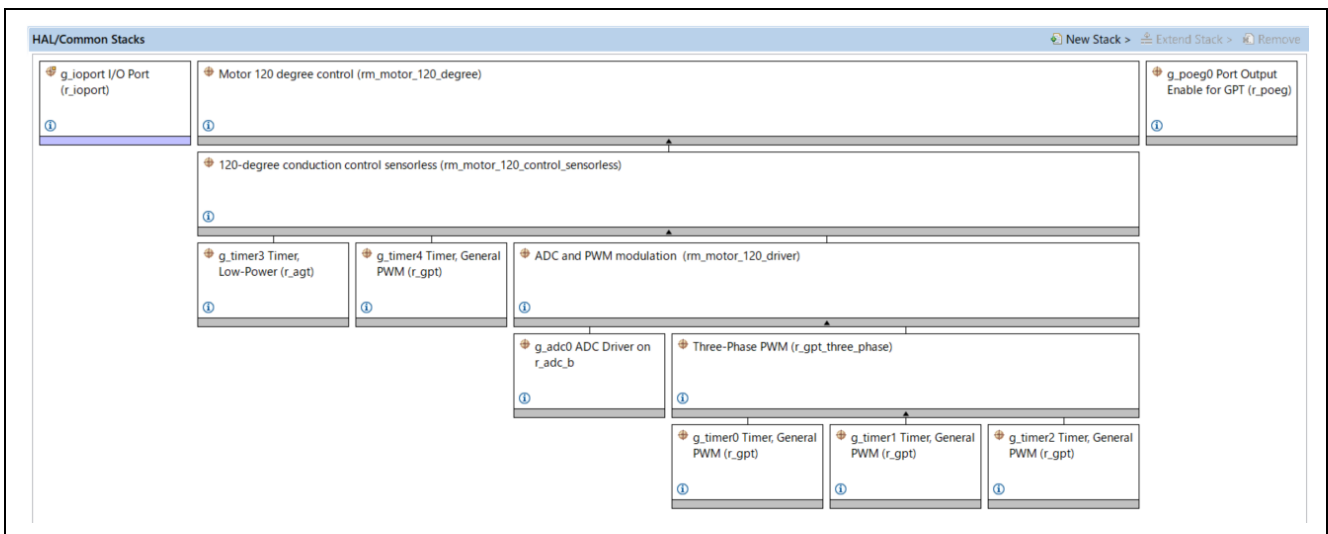 HAL/Common Stacks
New Stack > Extend Stack > Remove
g_ioport I/O Port
(r_ioport)
Motor 120 degree control (rm_motor_120_degree)
g_poeg0 Port Output
Enable for GPT (r_poeg)
120-degree conduction control sensorless (rm_motor_120_control_sensorless)
g_timer3 Timer,
Low-Power (r_agt)
g_timer4 Timer, General
PWM (r_gpt)
ADC and PWM modulation (rm_motor_120_driver)
g_adc0 ADC Driver on
r_adc_b
Three-Phase PWM (r_gpt_three_phase)
g_timer0 Timer, General
PWM (r_gpt)
g_timer1 Timer, General
PWM (r_gpt)
g_timer2 Timer, General
PWM (r_gpt)